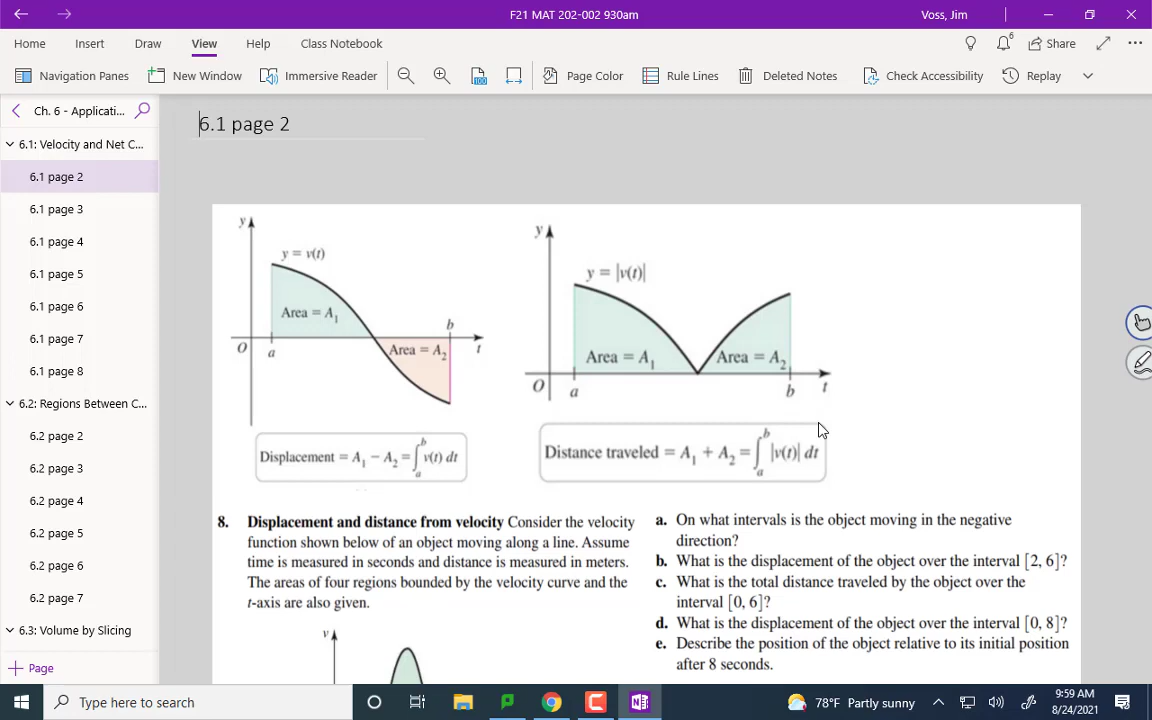 F21 MAT 202-002 930am
Voss, Jim
Home Insert Draw View Help Class Notebook
6
Share
Navigation Panes New Window Immersive Reader Page Color Rule Lines Deleted Notes Check Accessibility Replay
Ch. 6 - Applicati...
6.1: Velocity and Net C...
6.1 page 2
6.1 page 3
6.1 page 4
6.1 page 5
6.1 page 6
6.1 page 7
6.1 page 8
6.2: Regions Between C...
6.2 page 2
6.2 page 3
6.2 page 4
6.2 page 5
6.2 page 6
6.2 page 7
6.3: Volume by Slicing
Page
6.1 page 2
y
y = v(t)
Area = A₁
b
O a
Area = A₂
t
Displacement = A₁ − A₂ = ∫ₐᵇ v(t) dt
y
y = |v(t)|
Area = A₁ Area = A₂
O a b t
Distance traveled = A₁ + A₂ = ∫ₐᵇ |v(t)| dt
8. Displacement and distance from velocity Consider the velocity
function shown below of an object moving along a line. Assume
time is measured in seconds and distance is measured in meters.
The areas of four regions bounded by the velocity curve and the
t-axis are also given.
v
a. On what intervals is the object moving in the negative
direction?
b. What is the displacement of the object over the interval [2, 6]?
c. What is the total distance traveled by the object over the
interval [0, 6]?
d. What is the displacement of the object over the interval [0, 8]?
e. Describe the position of the object relative to its initial position
after 8 seconds.
Type here to search
78°F Partly sunny
9:59 AM
8/24/2021